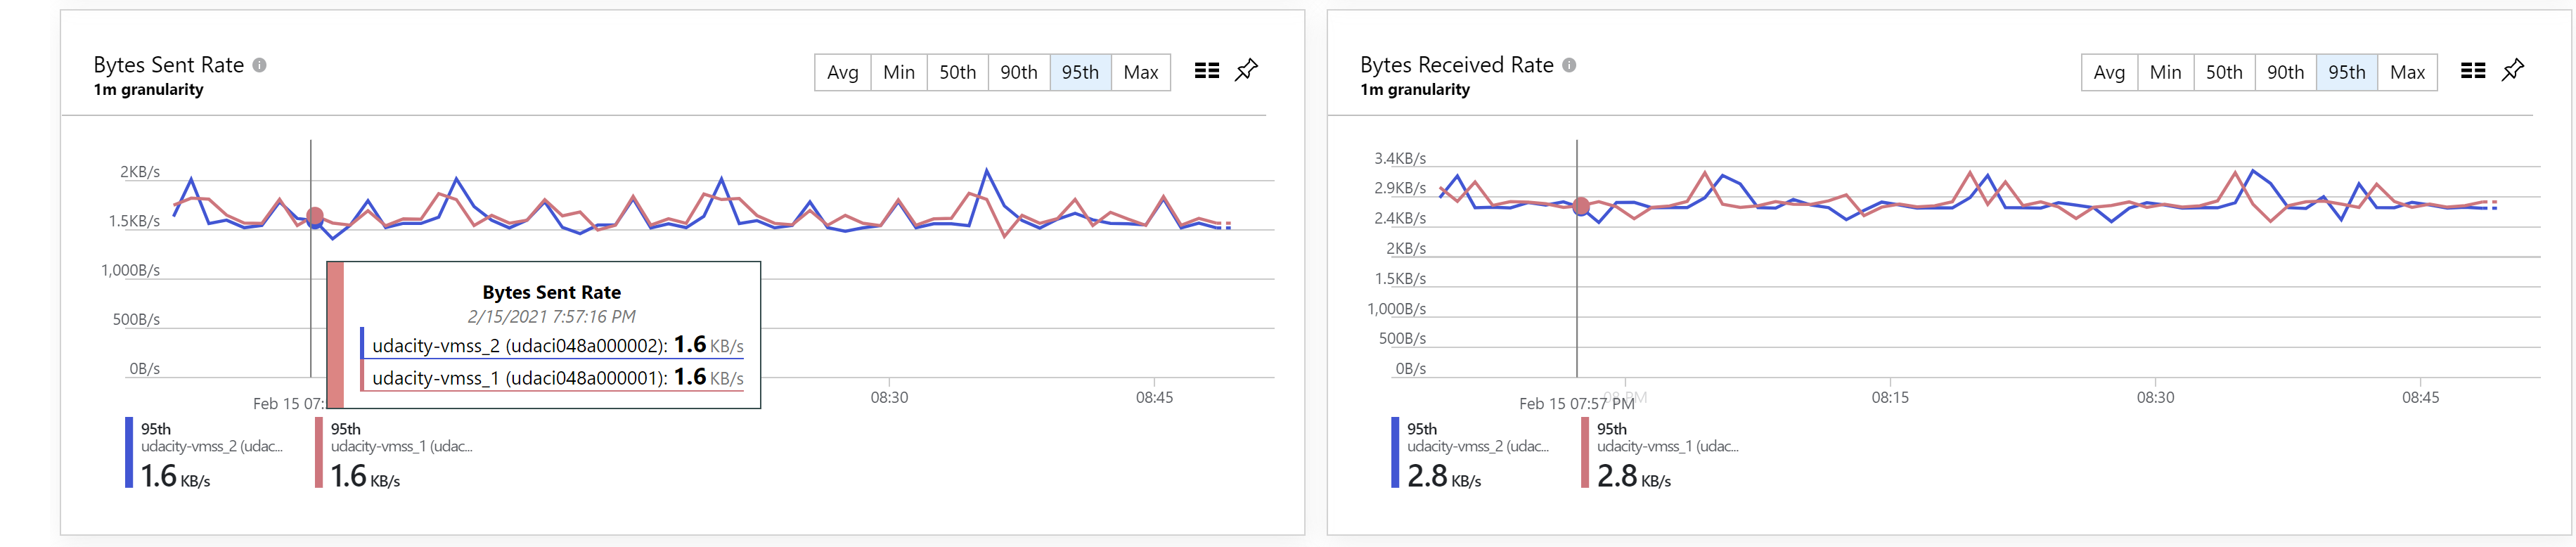 Bytes Sent Rate
1m granularity
Avg Min 50th 90th 95th Max
2KB/s
1.5KB/s
1,000B/s
500B/s
0B/s
Bytes Sent Rate
2/15/2021 7:57:16 PM
udacity-vmss_2 (udaci048a000002): 1.6 KB/s
udacity-vmss_1 (udaci048a000001): 1.6 KB/s
Feb 15 07:
08:30
08:45
95th
udacity-vmss_2 (udac...
1.6 KB/s
95th
udacity-vmss_1 (udac...
1.6 KB/s
Bytes Received Rate
1m granularity
Avg Min 50th 90th 95th Max
3.4KB/s
2.9KB/s
2.4KB/s
2KB/s
1.5KB/s
1,000B/s
500B/s
0B/s
Feb 15 07:57 PM
08 PM
08:15
08:30
08:45
95th
udacity-vmss_2 (udac...
2.8 KB/s
95th
udacity-vmss_1 (udac...
2.8 KB/s